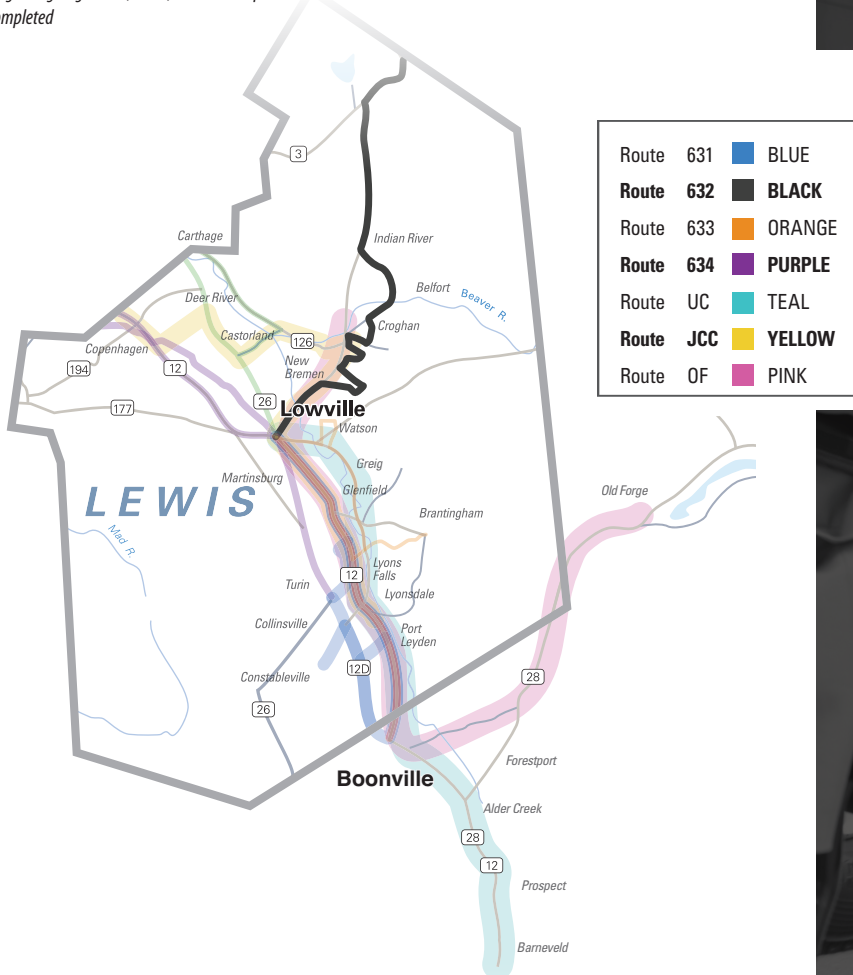 ompleted
3
Carthage
Indian River
Deer River
Belfort
Beaver R.
Croghan
Castorland
126
Copenhagen
New
Bremen
194
12
26
Lowville
177
Watson
Martinsburg
Greig
Glenfield
LEWIS
Brantingham
Mad R.
Old Forge
12
Lyons
Falls
Turin
Lyonsdale
Collinsville
Port
Leyden
12D
Constableville
28
26
Forestport
Boonville
Alder Creek
28
12
Prospect
Barneveld
Route 631 BLUE
Route 632 BLACK
Route 633 ORANGE
Route 634 PURPLE
Route UC TEAL
Route JCC YELLOW
Route OF PINK